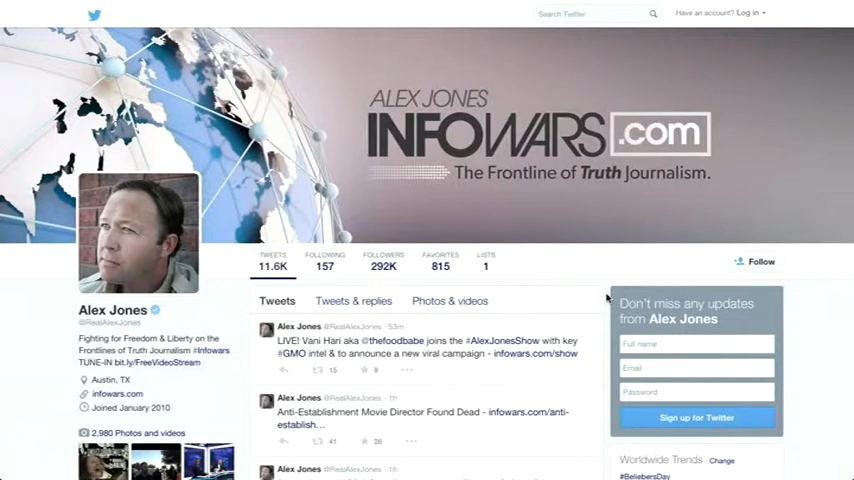 Search Twitter
Have an account? Log in
ALEX JONES
INFOWARS.com
The Frontline of Truth Journalism.
TWEETS FOLLOWING FOLLOWERS FAVORITES LISTS
11.6K 157 292K 815 1
Follow
Alex Jones
@RealAlexJones
Fighting for Freedom & Liberty on the
Frontlines of Truth Journalism #Infowars
TUNE-IN bit.ly/FreeVideoStream
Austin, TX
infowars.com
Joined January 2010
2,980 Photos and videos
Tweets Tweets & replies Photos & videos
Alex Jones @RealAlexJones · 53m
LIVE! Vani Hari aka @thefoodbabe joins the #AlexJonesShow with key
#GMO intel & to announce a new viral campaign - infowars.com/show
15 9
Alex Jones @RealAlexJones · 1h
Anti-Establishment Movie Director Found Dead - infowars.com/anti-
establish…
41 28
Alex Jones @RealAlexJones · 1h
Don't miss any updates
from Alex Jones
Full name
Email
Password
Sign up for Twitter
Worldwide Trends · Change
#BeliebersDay